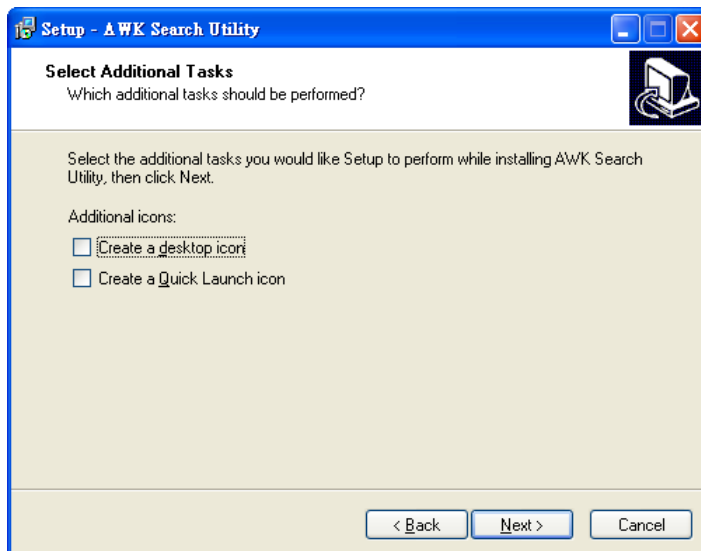 Setup - AWK Search Utility
Select Additional Tasks
Which additional tasks should be performed?
Select the additional tasks you would like Setup to perform while installing AWK Search
Utility, then click Next.
Additional icons:
Create a desktop icon
Create a Quick Launch icon
< Back
Next >
Cancel